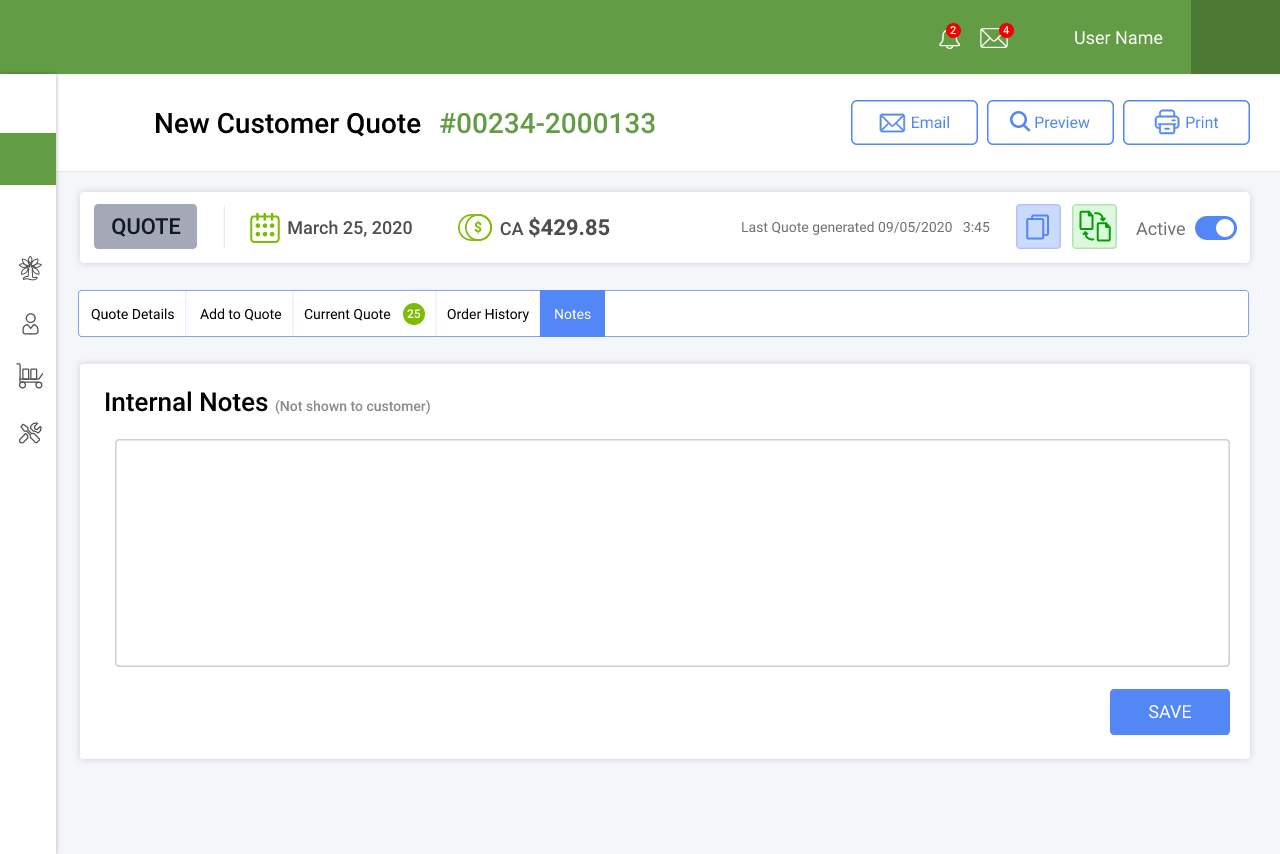 2 4 User Name
New Customer Quote #00234-2000133 Email Preview Print
QUOTE March 25, 2020 $ CA $429.85 Last Quote generated 09/05/2020 3:45 Active
Quote Details Add to Quote Current Quote 25 Order History Notes
Internal Notes (Not shown to customer)
SAVE